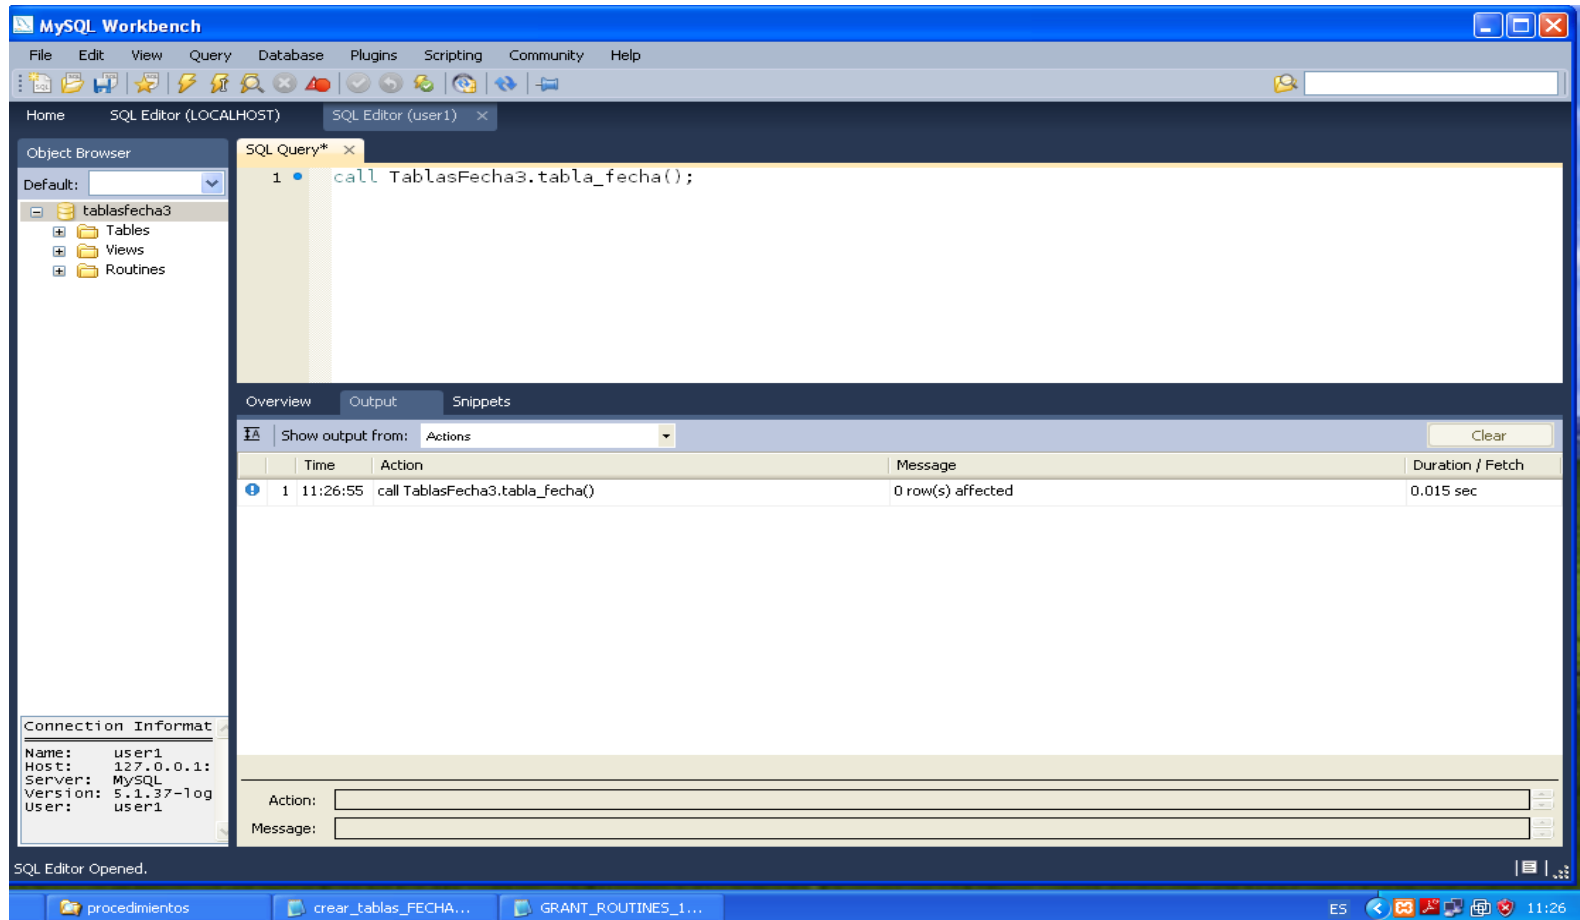 MySQL Workbench
File Edit View Query Database Plugins Scripting Community Help
Home SQL Editor (LOCALHOST) SQL Editor (user1)
Object Browser
Default:
tablasfecha3
Tables
Views
Routines
SQL Query*
1 call TablasFecha3.tabla_fecha();
Overview Output Snippets
Show output from: Actions Clear
Time Action Message Duration / Fetch
1 11:26:55 call TablasFecha3.tabla_fecha() 0 row(s) affected 0.015 sec
Connection Informat
Name: user1
Host: 127.0.0.1:
Server: MySQL
Version: 5.1.37-log
User: user1
Action:
Message:
SQL Editor Opened.
procedimientos crear_tablas_FECHA... GRANT_ROUTINES_1... ES 11:26